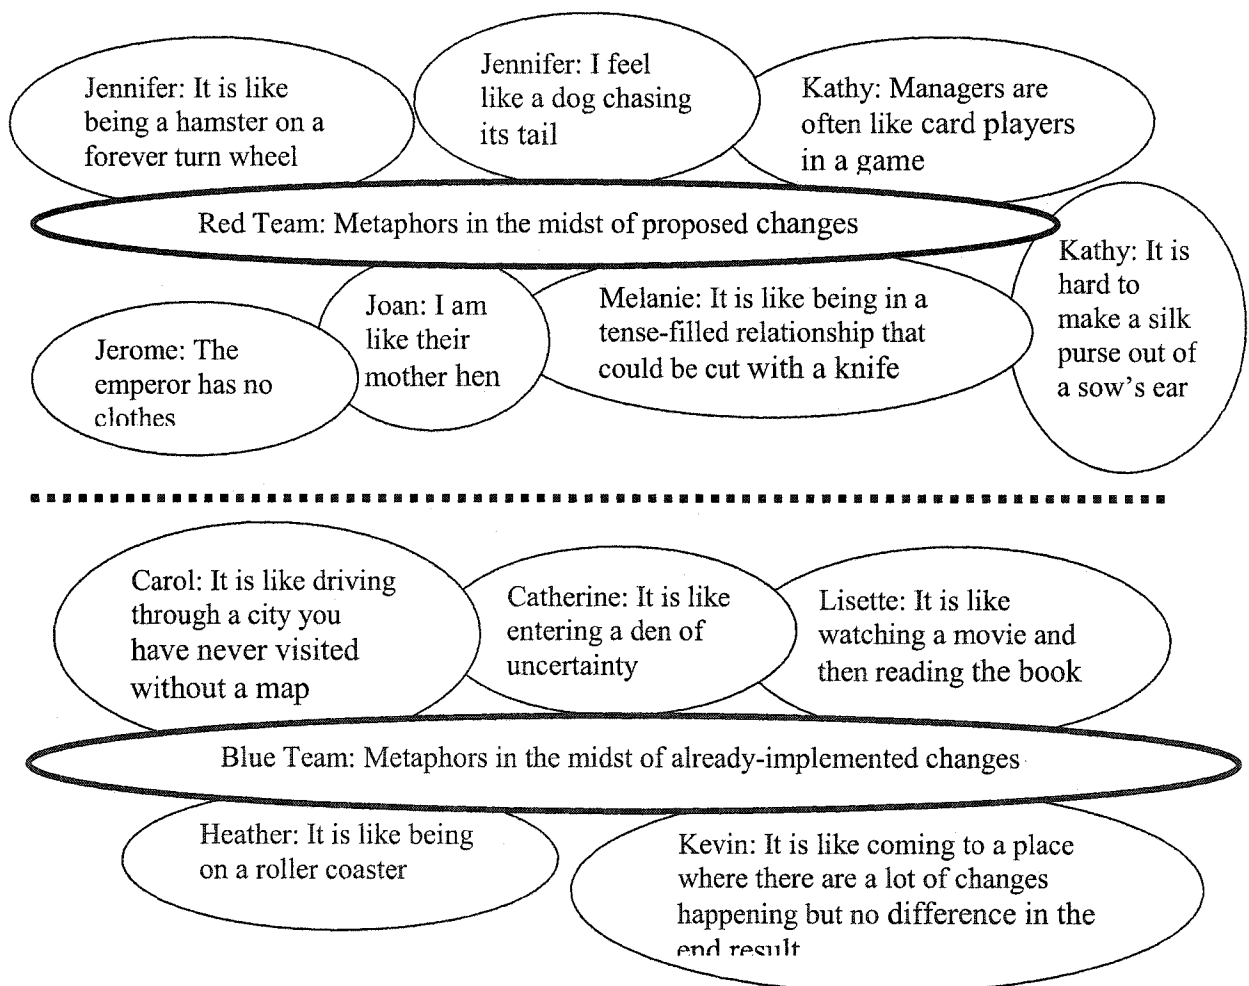 Jennifer: It is like
being a hamster on a
forever turn wheel
Jennifer: I feel
like a dog chasing
its tail
Kathy: Managers are
often like card players
in a game
Red Team: Metaphors in the midst of proposed changes
Kathy: It is
hard to
make a silk
purse out of
a sow's ear
Jerome: The
emperor has no
clothes
Joan: I am
like their
mother hen
Melanie: It is like being in a
tense-filled relationship that
could be cut with a knife
Carol: It is like driving
through a city you
have never visited
without a map
Catherine: It is like
entering a den of
uncertainty
Lisette: It is like
watching a movie and
then reading the book
Blue Team: Metaphors in the midst of already-implemented changes
Heather: It is like being
on a roller coaster
Kevin: It is like coming to a place
where there are a lot of changes
happening but no difference in the
end result